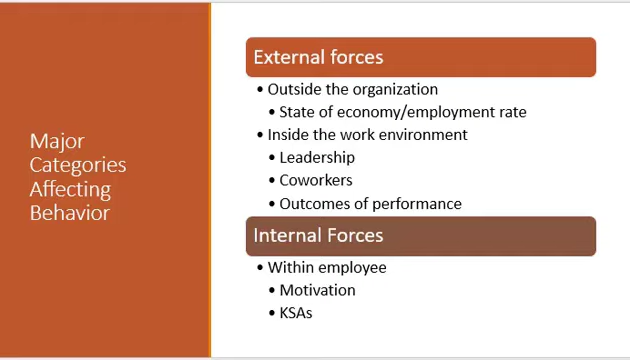 Major
Categories
Affecting
Behavior
External forces
• Outside the organization
• State of economy/employment rate
• Inside the work environment
• Leadership
• Coworkers
• Outcomes of performance
Internal Forces
• Within employee
• Motivation
• KSAs